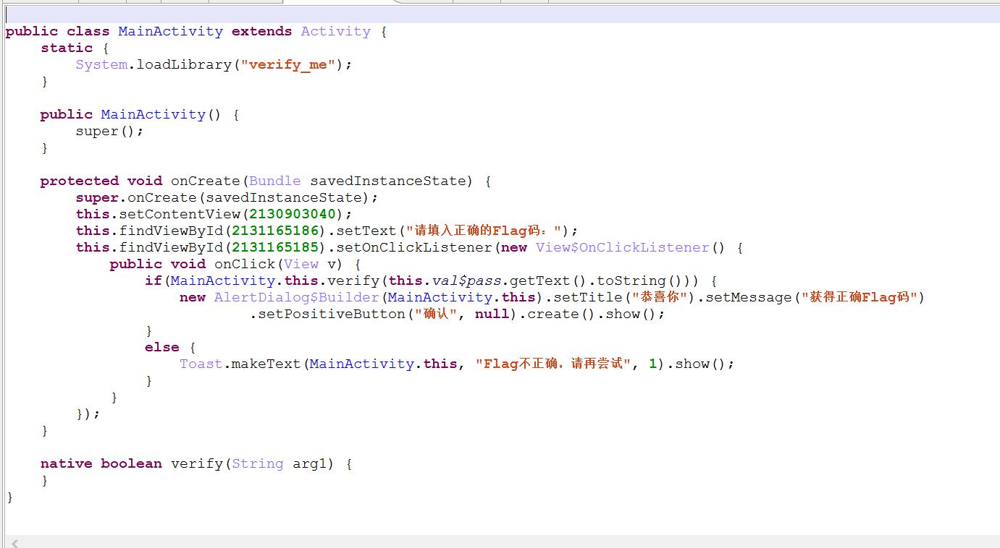 public class MainActivity extends Activity {
    static {
        System.loadLibrary("verify_me");
    }
    public MainActivity() {
        super();
    }
    protected void onCreate(Bundle savedInstanceState) {
        super.onCreate(savedInstanceState);
        this.setContentView(2130903040);
        this.findViewById(2131165186).setText("请填入正确的Flag码：");
        this.findViewById(2131165185).setOnClickListener(new View$OnClickListener() {
            public void onClick(View v) {
                if(MainActivity.this.verify(this.val$pass.getText().toString())) {
                    new AlertDialog$Builder(MainActivity.this).setTitle("恭喜你").setMessage("获得正确Flag码")
                            .setPositiveButton("确认", null).create().show();
                }
                else {
                    Toast.makeText(MainActivity.this, "Flag不正确，请再尝试", 1).show();
                }
            }
        });
    }
    native boolean verify(String arg1) {
    }
}